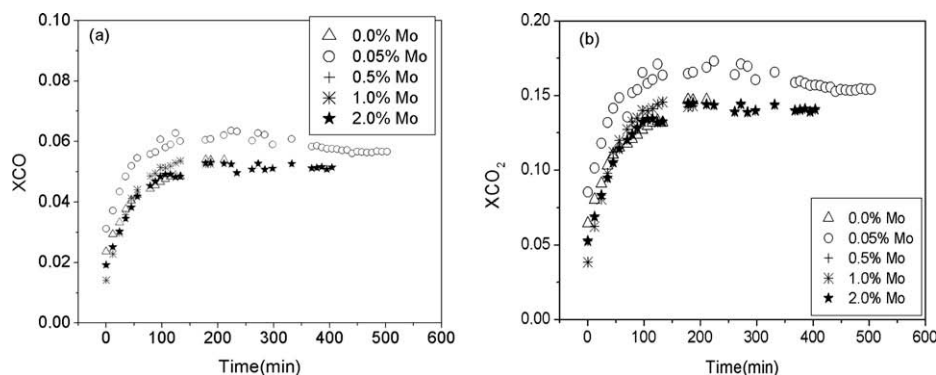 (a)
0.0% Mo
0.05% Mo
0.5% Mo
1.0% Mo
2.0% Mo
0.10
0.08
0.06
0.04
0.02
0.00
XCO
0 100 200 300 400 500 600
Time(min)
(b)
0.20
0.15
0.10
0.05
0.00
XCO₂
0.0% Mo
0.05% Mo
0.5% Mo
1.0% Mo
2.0% Mo
0 100 200 300 400 500 600
Time(min)